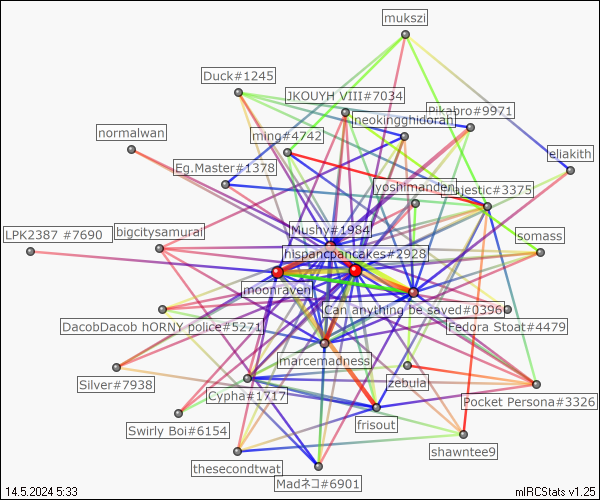 mukszi
Duck#1245
JKOUYH VIII#7034
Pikabro#9971
neokingghidorah
normalwan
ming#4742
eliakith
Eg.Master#1378
yoshimanden
ajestic#3375
LPK2387 #7690
bigcitysamurai
Mushy#1984
somass
hispancpancakes#2928
moonraven
Can anything be saved#0396
DacobDacob hORNY police#5271
Fedora Stoat#4479
marcemadness
Silver#7938
Cypha#1717
zebula
Pocket Persona#3326
Swirly Boi#6154
frisout
shawntee9
thesecondtwat
Madネコ#6901
14.5.2024 5:33
mIRCStats v1.25